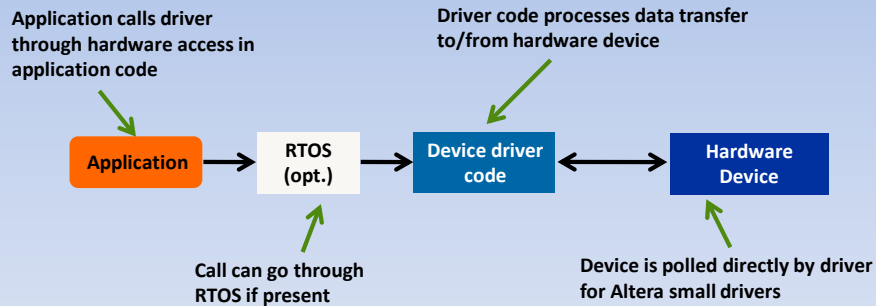 Application calls driver
through hardware access in
application code
Driver code processes data transfer
to/from hardware device
Application
RTOS
(opt.)
Device driver
code
Hardware
Device
Call can go through
RTOS if present
Device is polled directly by driver
for Altera small drivers